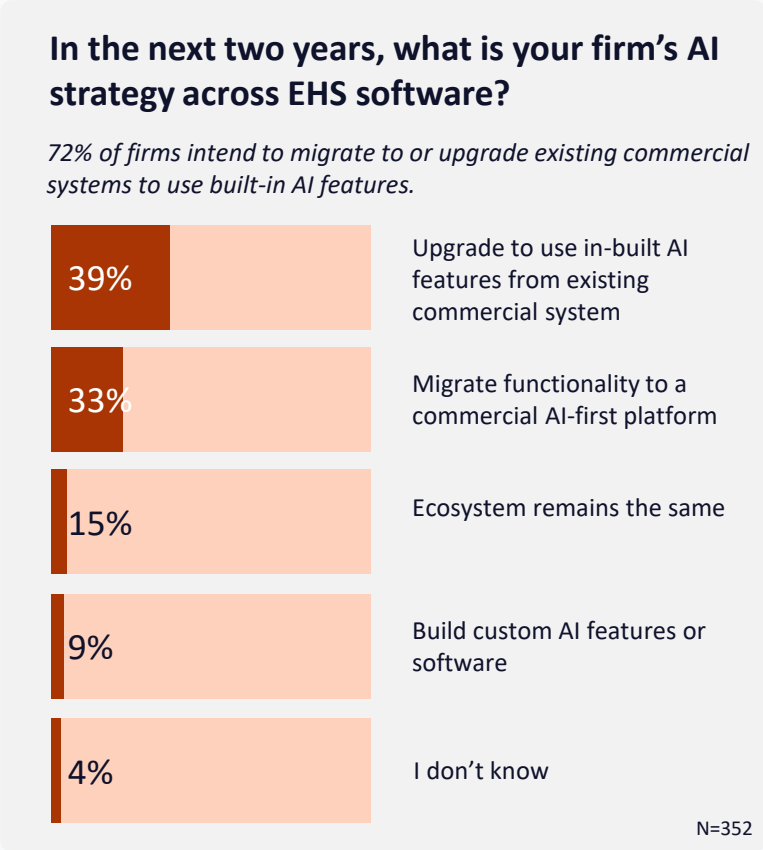 In the next two years, what is your firm’s AI
strategy across EHS software?
72% of firms intend to migrate to or upgrade existing commercial
systems to use built-in AI features.
39%
Upgrade to use in-built AI
features from existing
commercial system
33%
Migrate functionality to a
commercial AI-first platform
15%
Ecosystem remains the same
9%
Build custom AI features or
software
4%
I don’t know
N=352